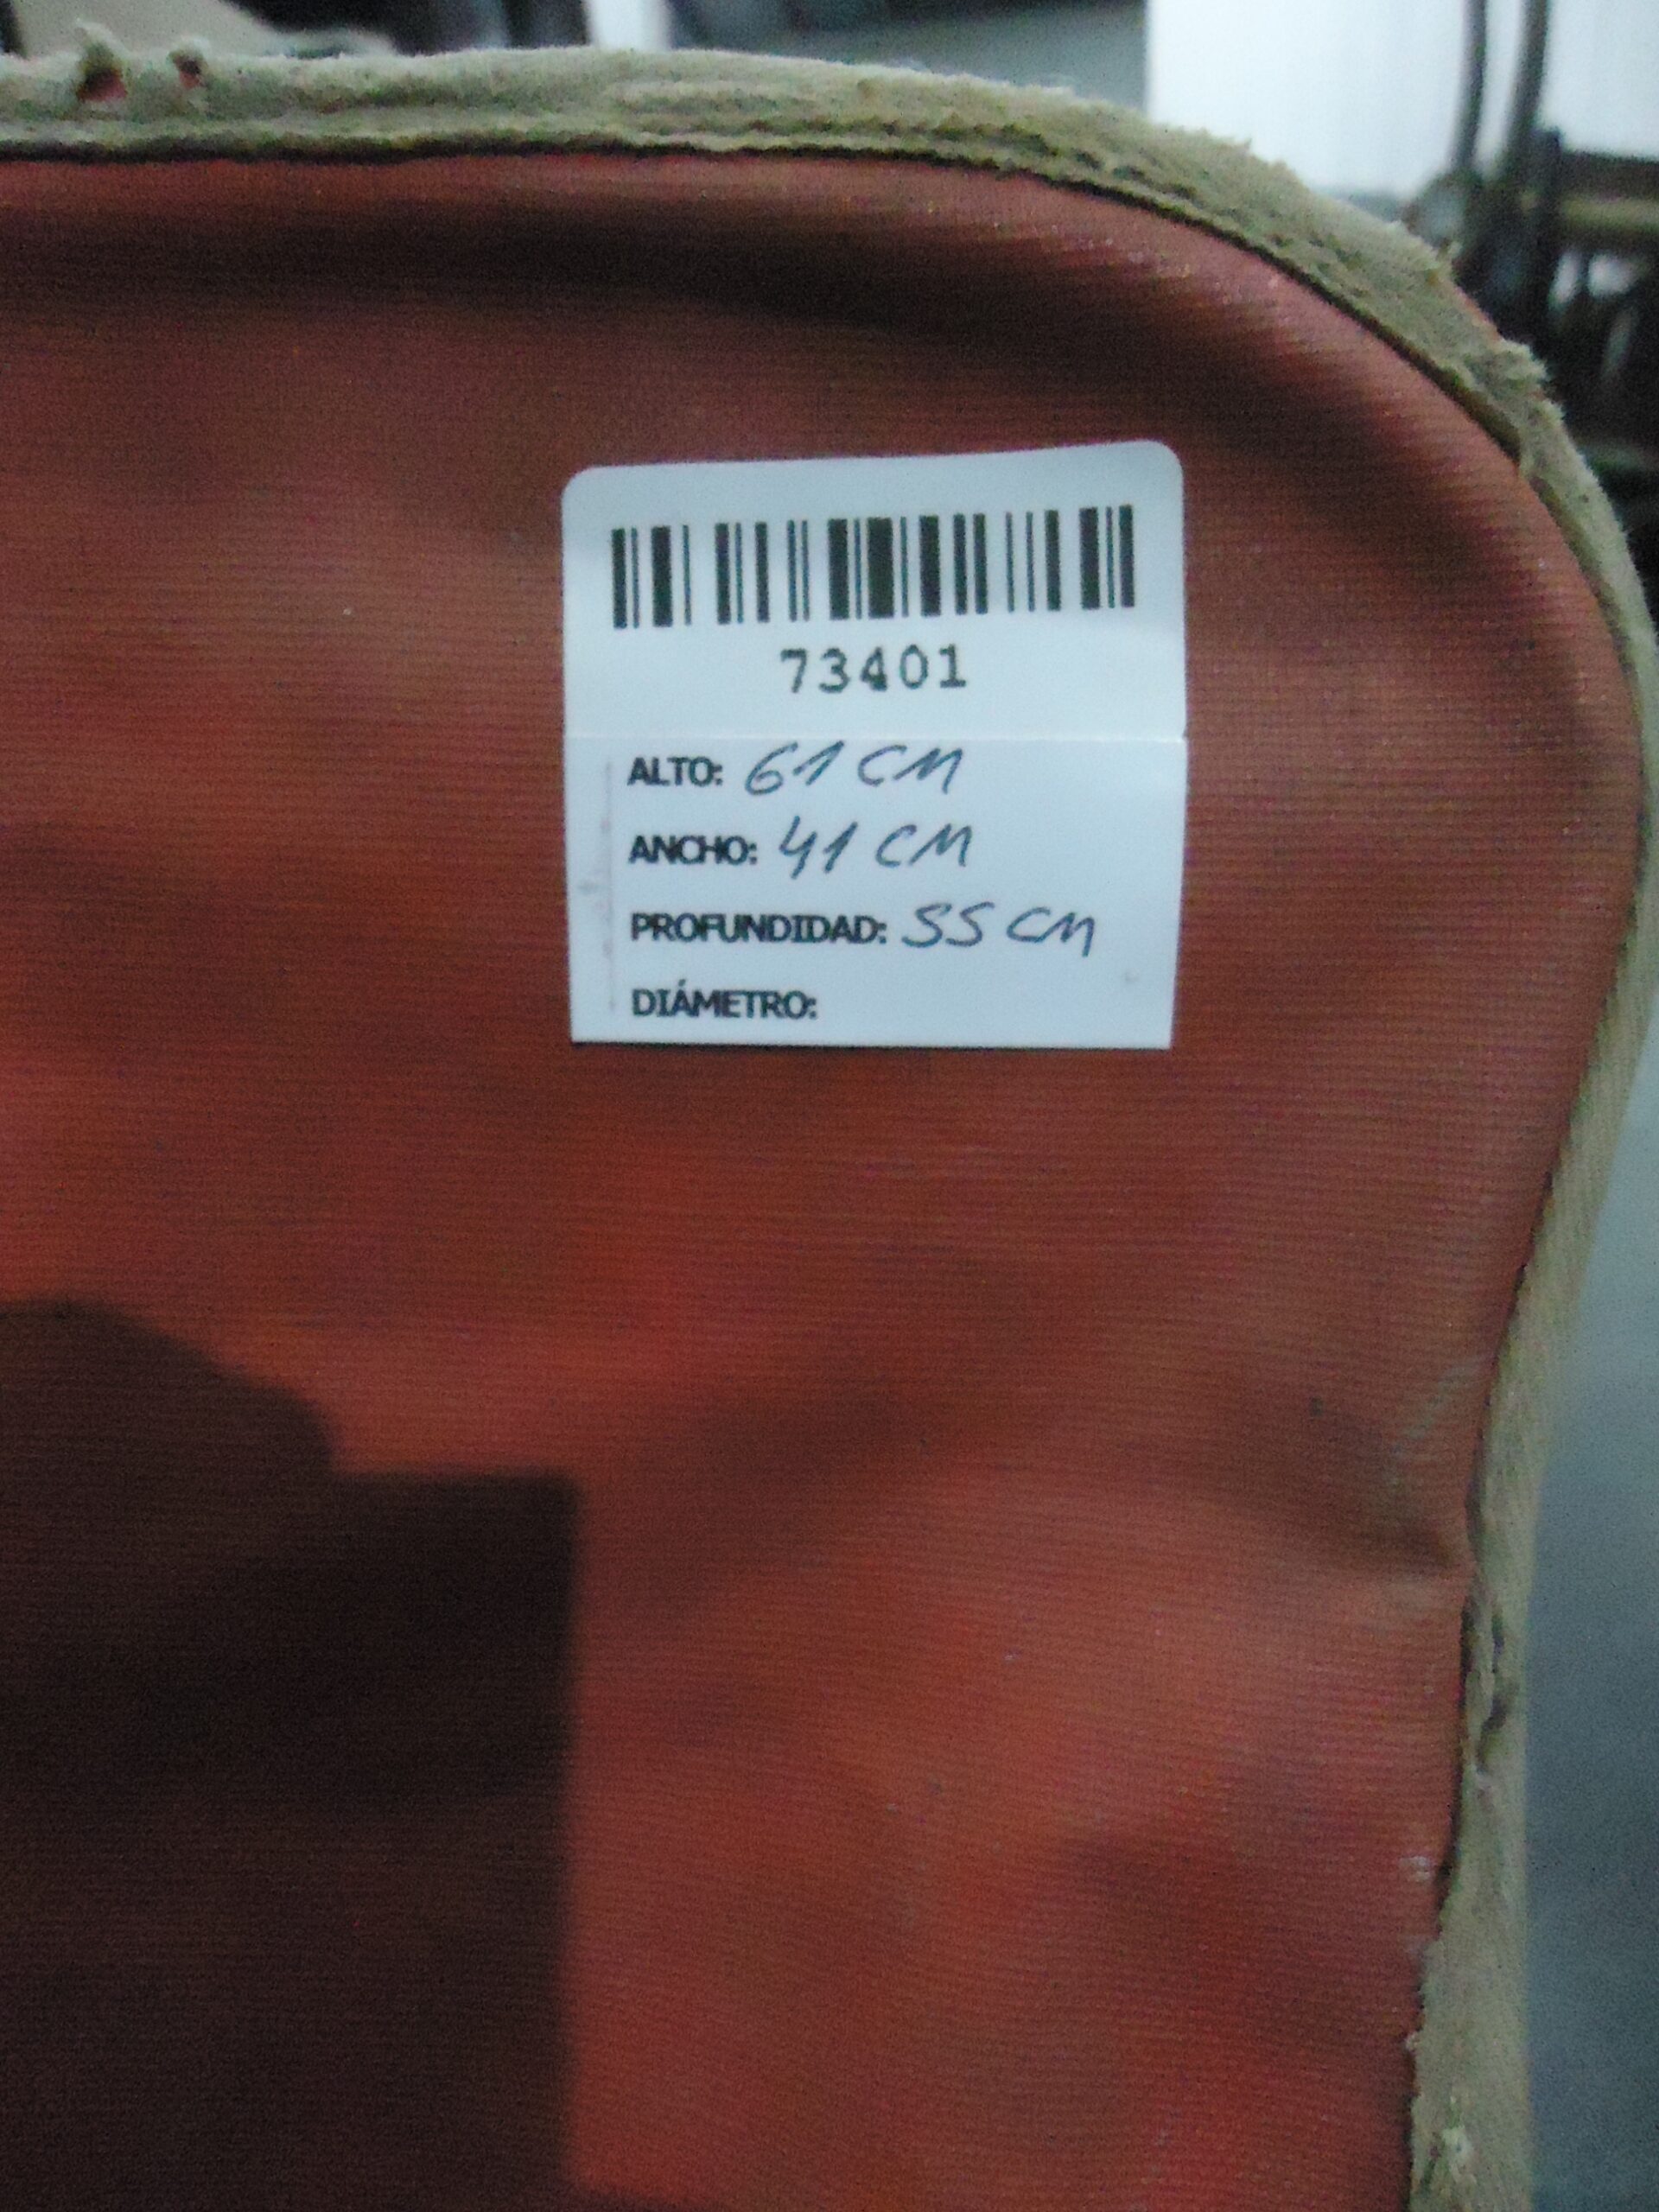 73401
ALTO: 61 CM
ANCHO: 41 CM
PROFUNDIDAD: 55 CM
DIÁMETRO: